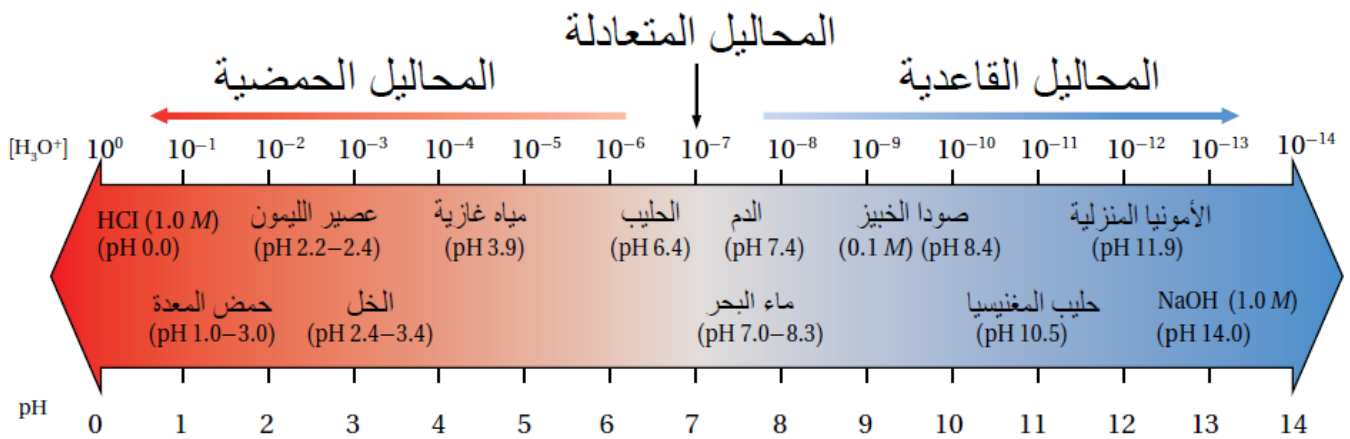 المحاليل المتعادلة
المحاليل الحمضية
المحاليل القاعدية
[H₃O⁺] 10⁰ 10⁻¹ 10⁻² 10⁻³ 10⁻⁴ 10⁻⁵ 10⁻⁶ 10⁻⁷ 10⁻⁸ 10⁻⁹ 10⁻¹⁰ 10⁻¹¹ 10⁻¹² 10⁻¹³ 10⁻¹⁴
HCI (1.0 M)
(pH 0.0)
عصير الليمون
(pH 2.2–2.4)
مياه غازية
(pH 3.9)
الحليب
(pH 6.4)
الدم
(pH 7.4)
صودا الخبيز
(0.1 M) (pH 8.4)
الأمونيا المنزلية
(pH 11.9)
حمض المعدة
(pH 1.0–3.0)
الخل
(pH 2.4–3.4)
ماء البحر
(pH 7.0–8.3)
حليب المغنيسيا
(pH 10.5)
NaOH (1.0 M)
(pH 14.0)
pH 0 1 2 3 4 5 6 7 8 9 10 11 12 13 14